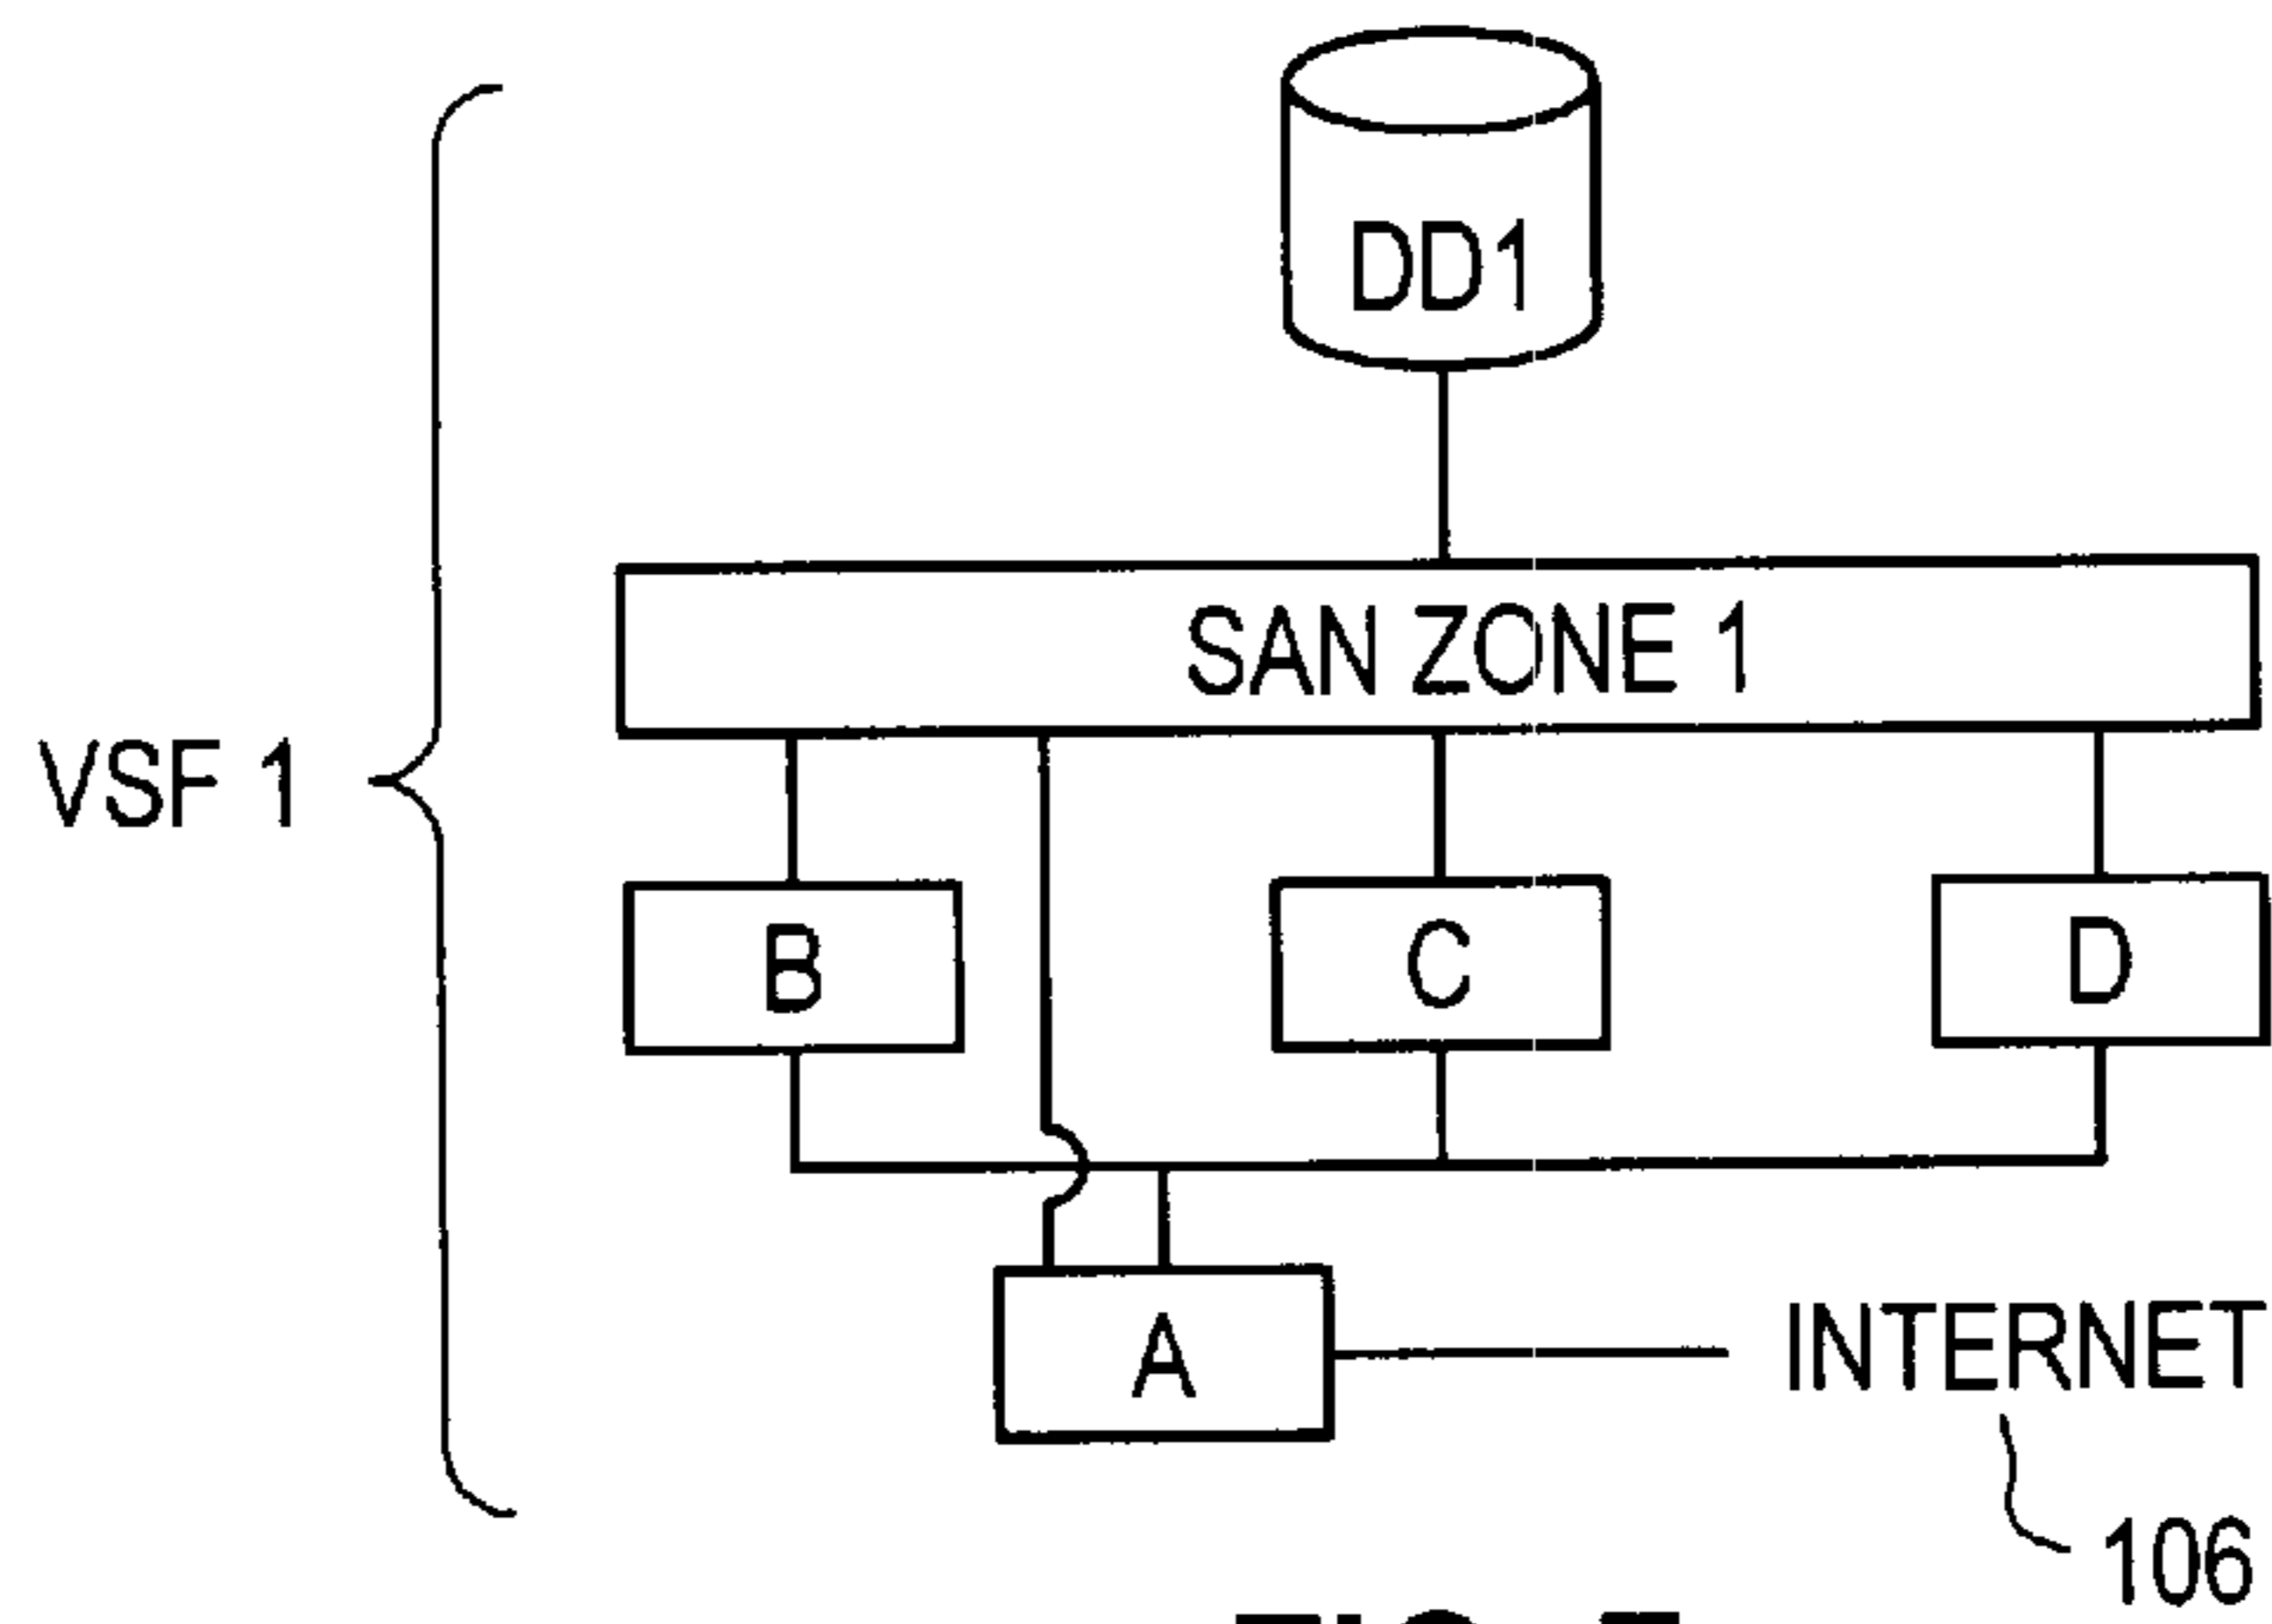 DD1
SAN ZONE 1
VSF 1
B
C
D
A
INTERNET
106